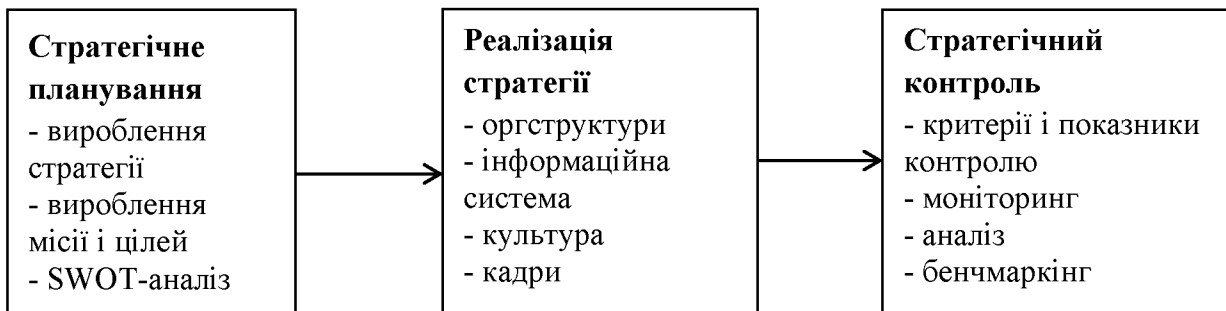 Стратегічне
планування
- вироблення
стратегії
- вироблення
місії і цілей
- SWOT-аналіз
Реалізація
стратегії
- оргструктури
- інформаційна
система
- культура
- кадри
Стратегічний
контроль
- критерії і показники
контролю
- моніторинг
- аналіз
- бенчмаркінг